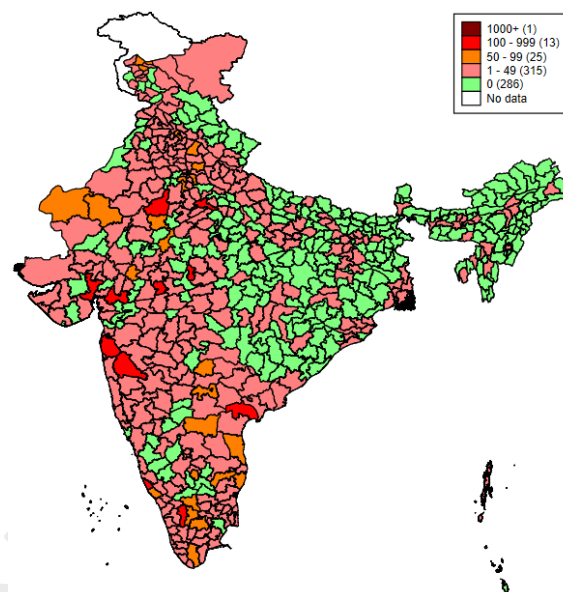 1000+ (1)
100 - 999 (13)
50 - 99 (25)
1 - 49 (315)
0 (286)
No data